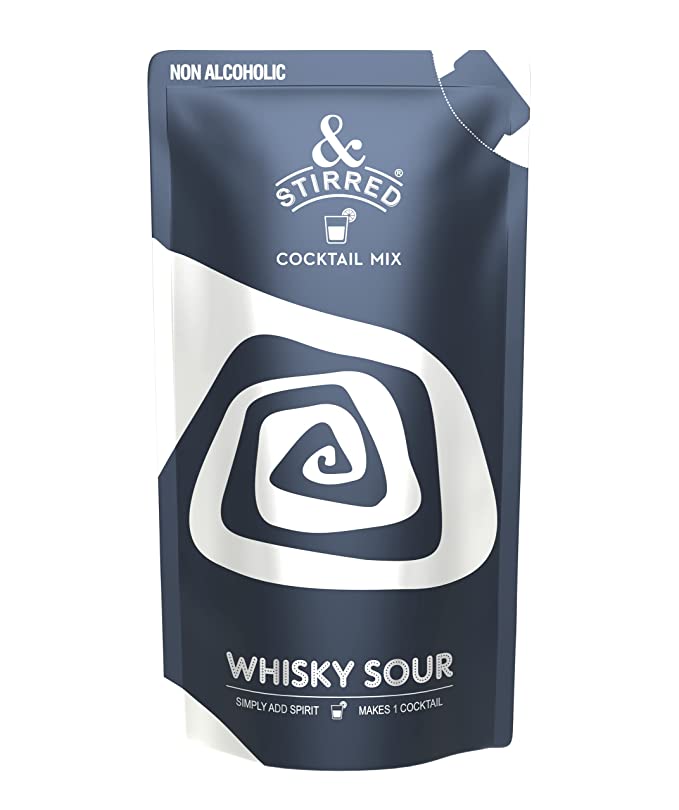 NON ALCOHOLIC
&
STIRRED®
COCKTAIL MIX
WHISKY SOUR
SIMPLY ADD SPIRIT MAKES 1 COCKTAIL